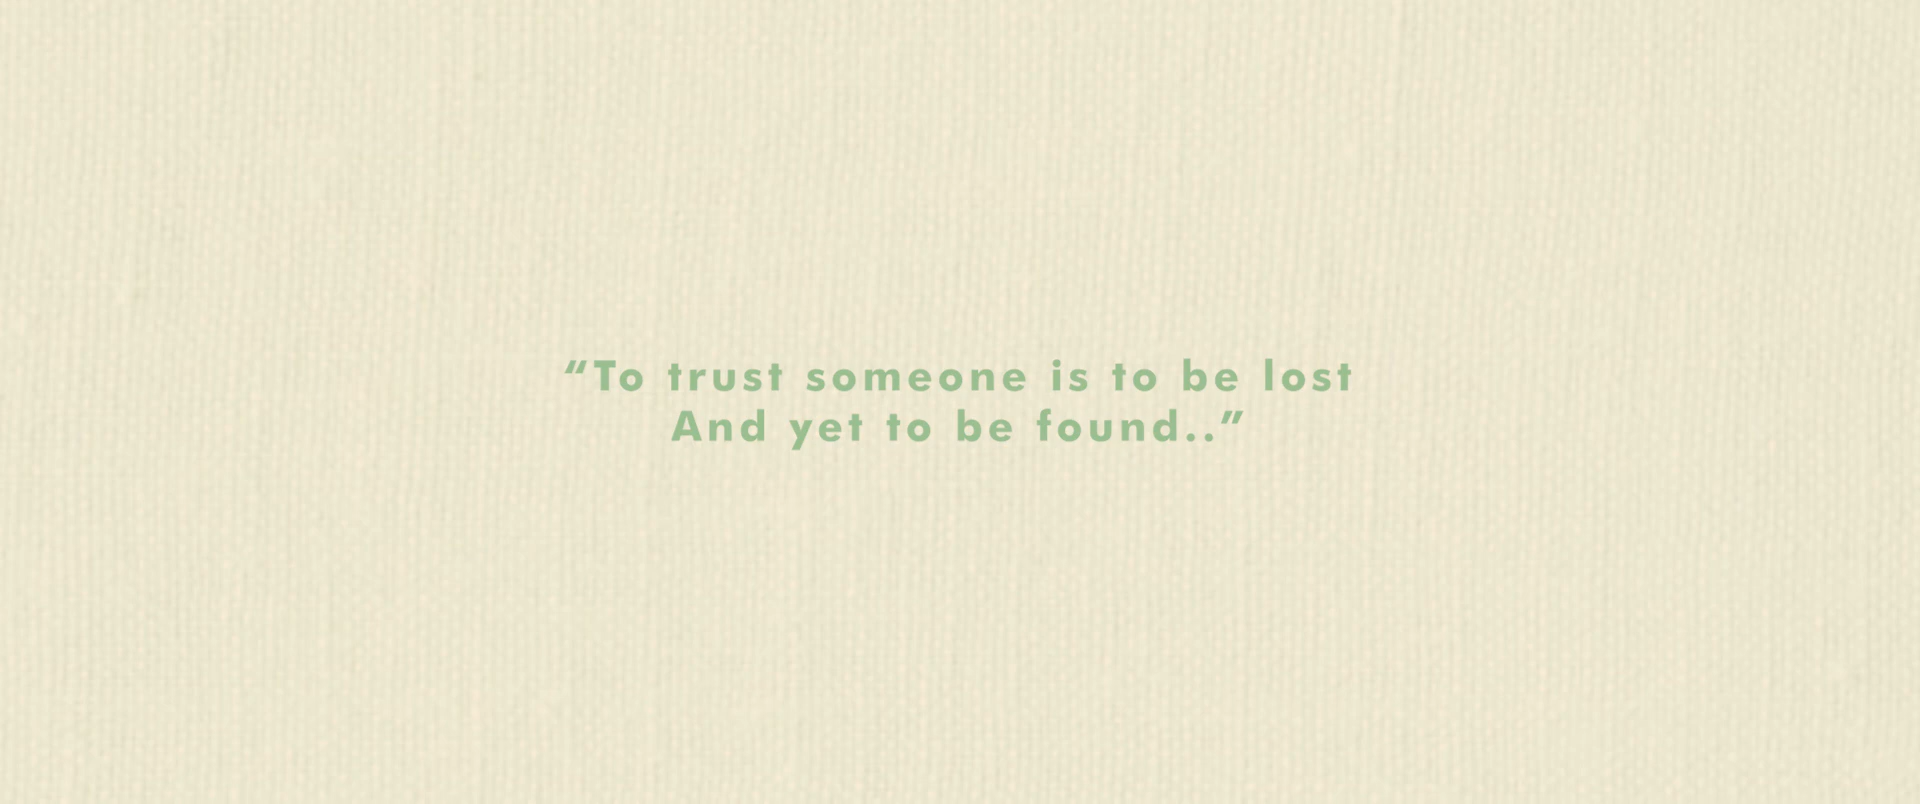 “To trust someone is to be lost
And yet to be found..”